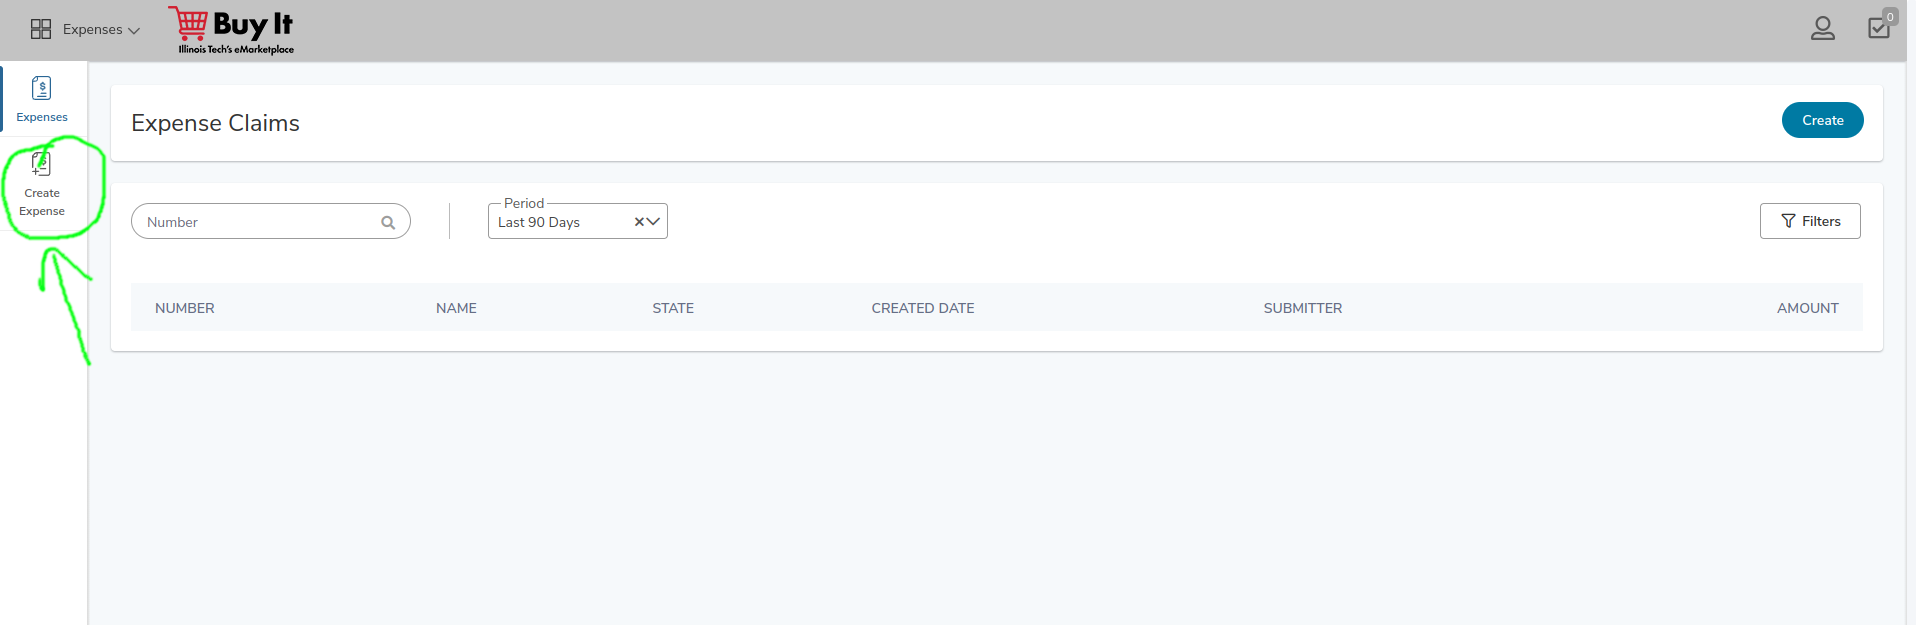 Expenses
Buy It
Illinois Tech's eMarketplace
0
Expenses
Create
Expense
Expense Claims
Create
Number
Period
Last 90 Days
Filters
NUMBER NAME STATE CREATED DATE SUBMITTER AMOUNT